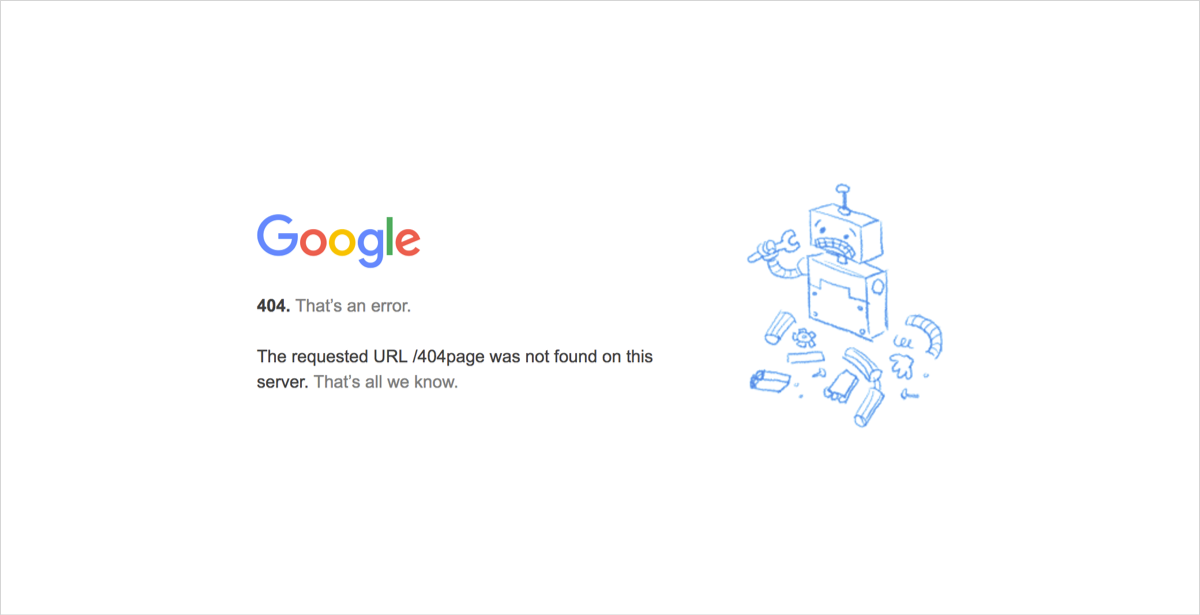 Google
404. That's an error.
The requested URL /404page was not found on this
server. That's all we know.